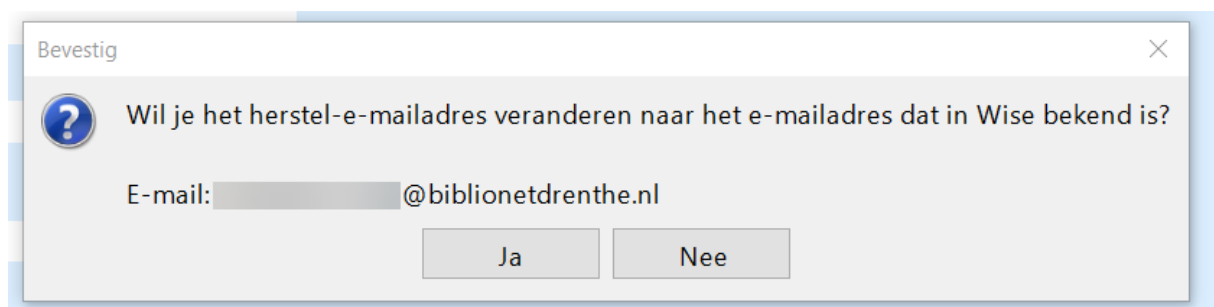 Bevestig
Wil je het herstel-e-mailadres veranderen naar het e-mailadres dat in Wise bekend is?
E-mail: @biblionetdrenthe.nl
Ja
Nee